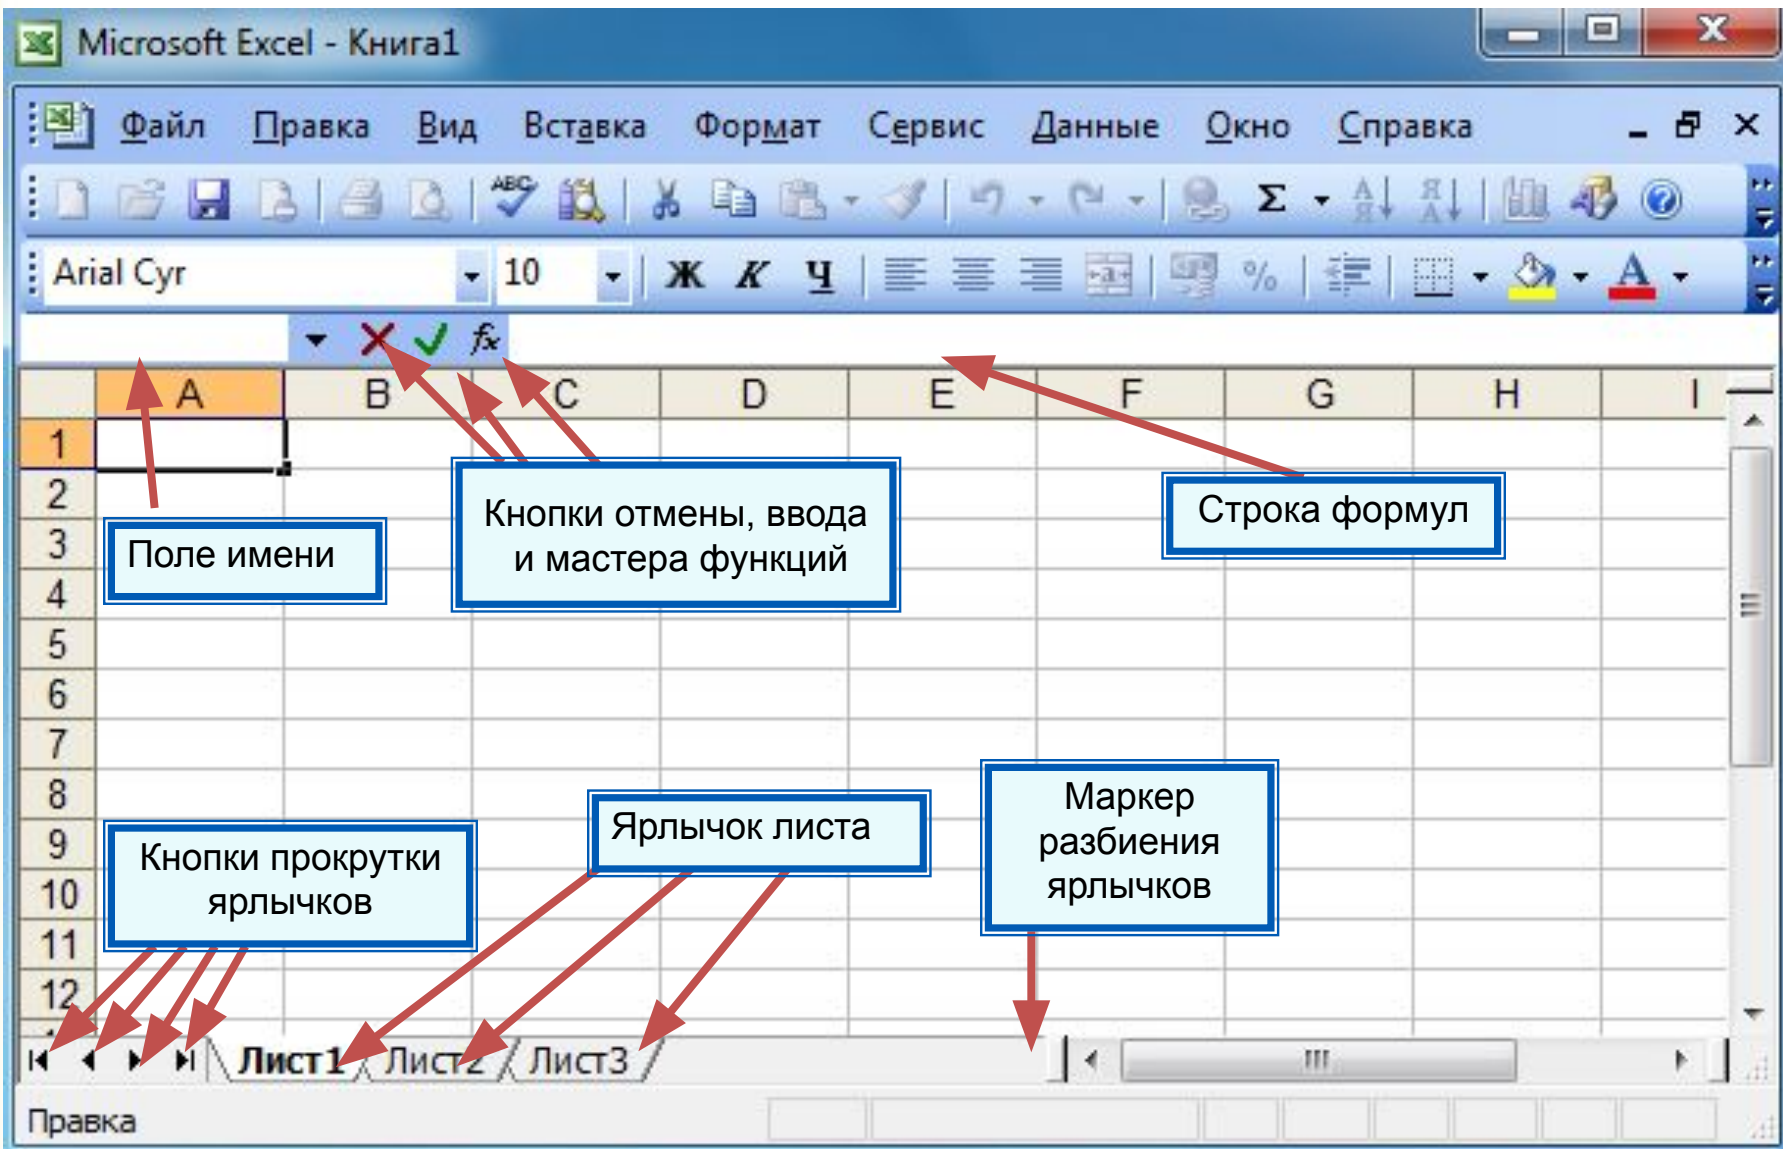 Microsoft Excel - Книга1
Файл Правка Вид Вставка Формат Сервис Данные Окно Справка
ABC Σ А Я Я А
Arial Cyr 10 Ж К Ч a %
fx
A B C D E F G H I
1
2
3
4
5
6
7
8
9
10
11
12
Поле имени
Кнопки отмены, ввода
и мастера функций
Строка формул
Кнопки прокрутки
ярлычков
Ярлычок листа
Маркер
разбиения
ярлычков
Лист1 Лист2 Лист3
Правка